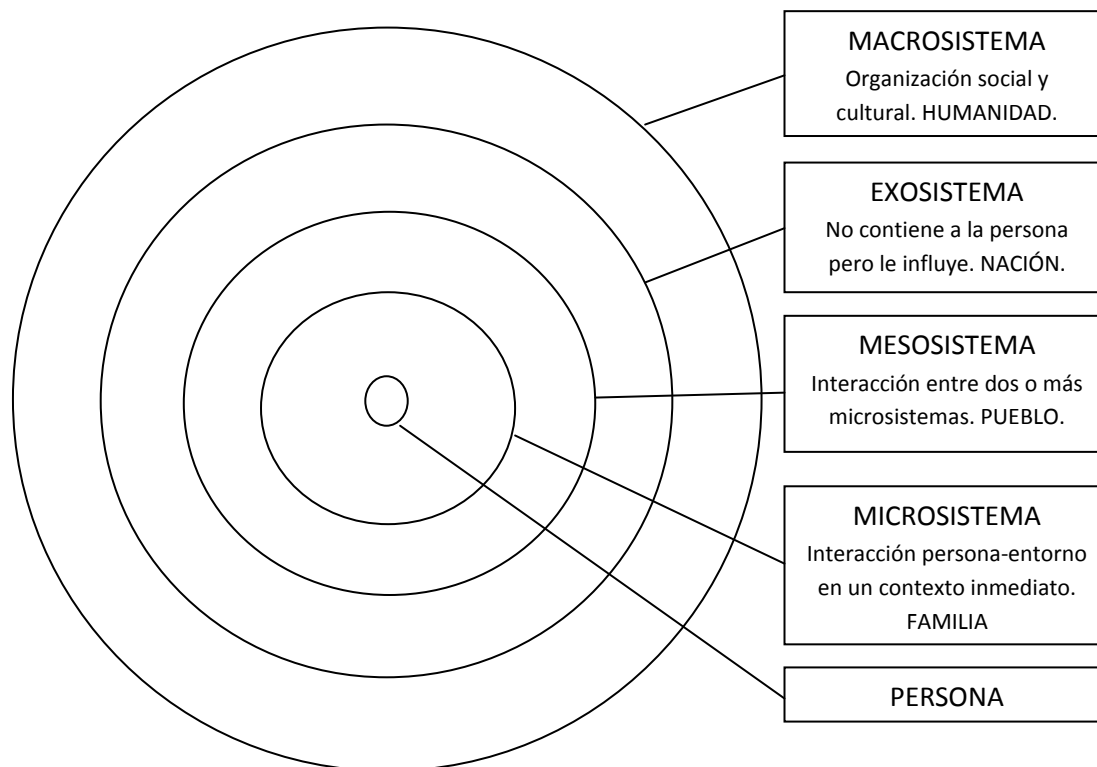 MACROSISTEMA
Organización social y
cultural. HUMANIDAD.
EXOSISTEMA
No contiene a la persona
pero le influye. NACIÓN.
MESOSISTEMA
Interacción entre dos o más
microsistemas. PUEBLO.
MICROSISTEMA
Interacción persona-entorno
en un contexto inmediato.
FAMILIA
PERSONA